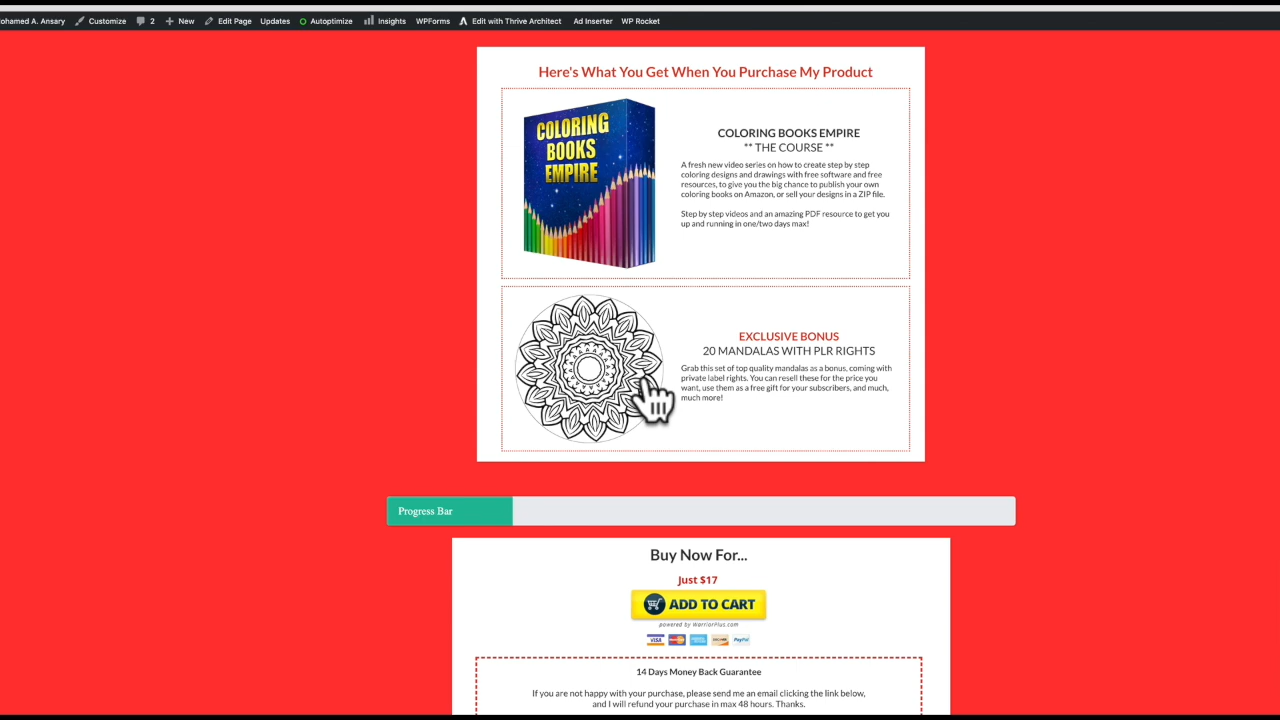 ohamed A. Ansary Customize 2 New Edit Page Updates Autoptimize Insights WPForms Edit with Thrive Architect Ad Inserter WP Rocket
Here's What You Get When You Purchase My Product
COLORING
BOOKS
EMPIRE
COLORING BOOKS EMPIRE
** THE COURSE **
A fresh new video series on how to create step by step
coloring designs and drawings with free software and free
resources, to give you the big chance to publish your own
coloring books on Amazon, or sell your designs in a ZIP file.
Step by step videos and an amazing PDF resource to get you
up and running in one/two days max!
EXCLUSIVE BONUS
20 MANDALAS WITH PLR RIGHTS
Grab this set of top quality mandalas as a bonus, coming with
private label rights. You can resell these for the price you
want, use them as a free gift for your subscribers, and much,
much more!
Progress Bar
Buy Now For...
Just $17
ADD TO CART
powered by WarriorPlus.com
VISA PayPal
14 Days Money Back Guarantee
If you are not happy with your purchase, please send me an email clicking the link below,
and I will refund your purchase in max 48 hours. Thanks.